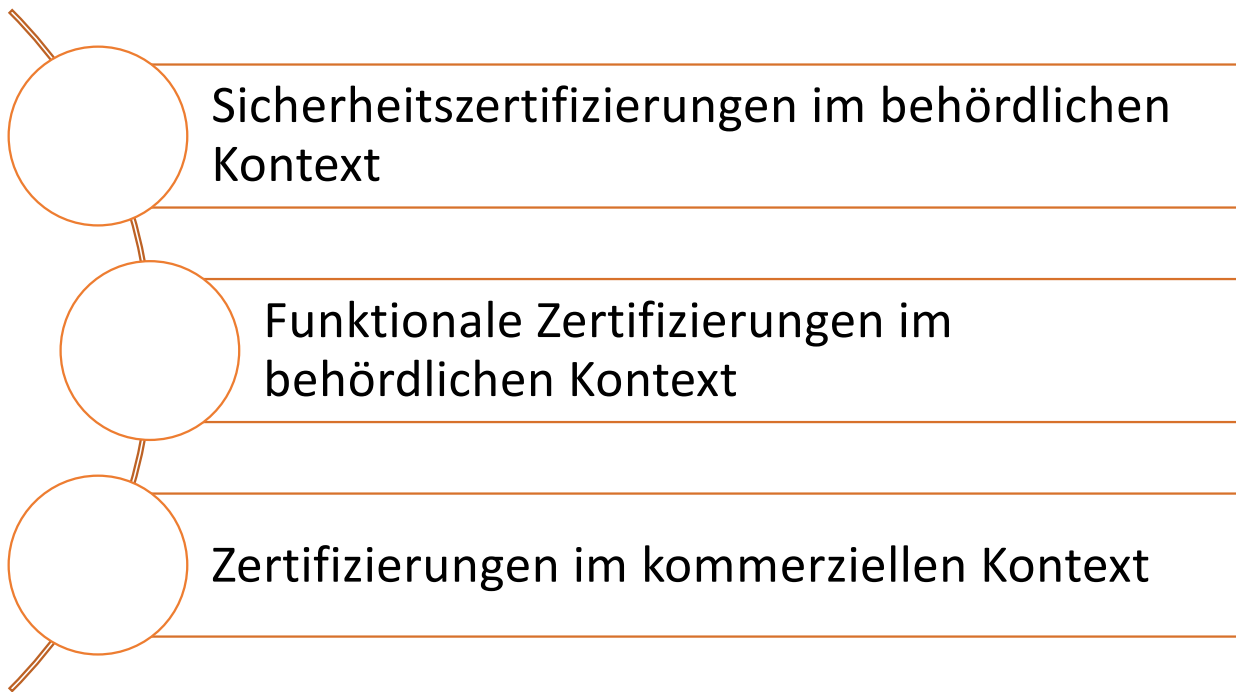 Sicherheitszertifizierungen im behördlichen
Kontext
Funktionale Zertifizierungen im
behördlichen Kontext
Zertifizierungen im kommerziellen Kontext